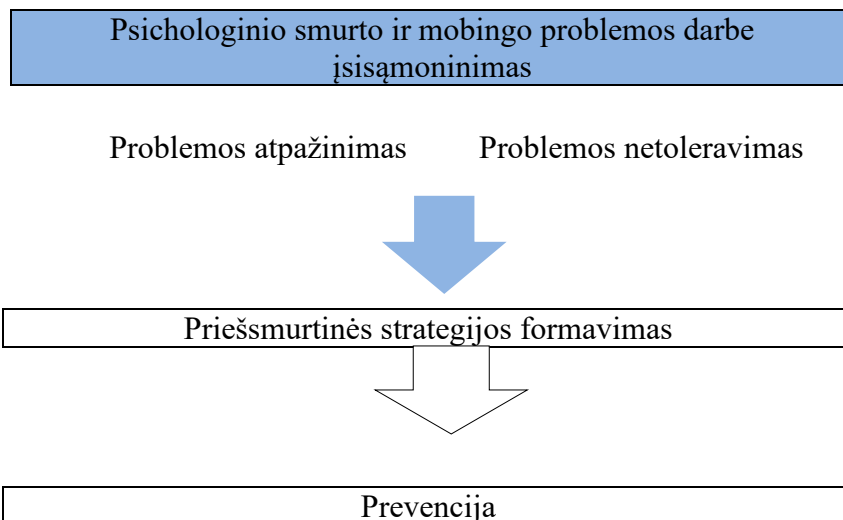 Psichologinio smurto ir mobingo problemos darbe
įsisąmoninimas
Problemos atpažinimas Problemos netoleravimas
Priešsmurtinės strategijos formavimas
Prevencija